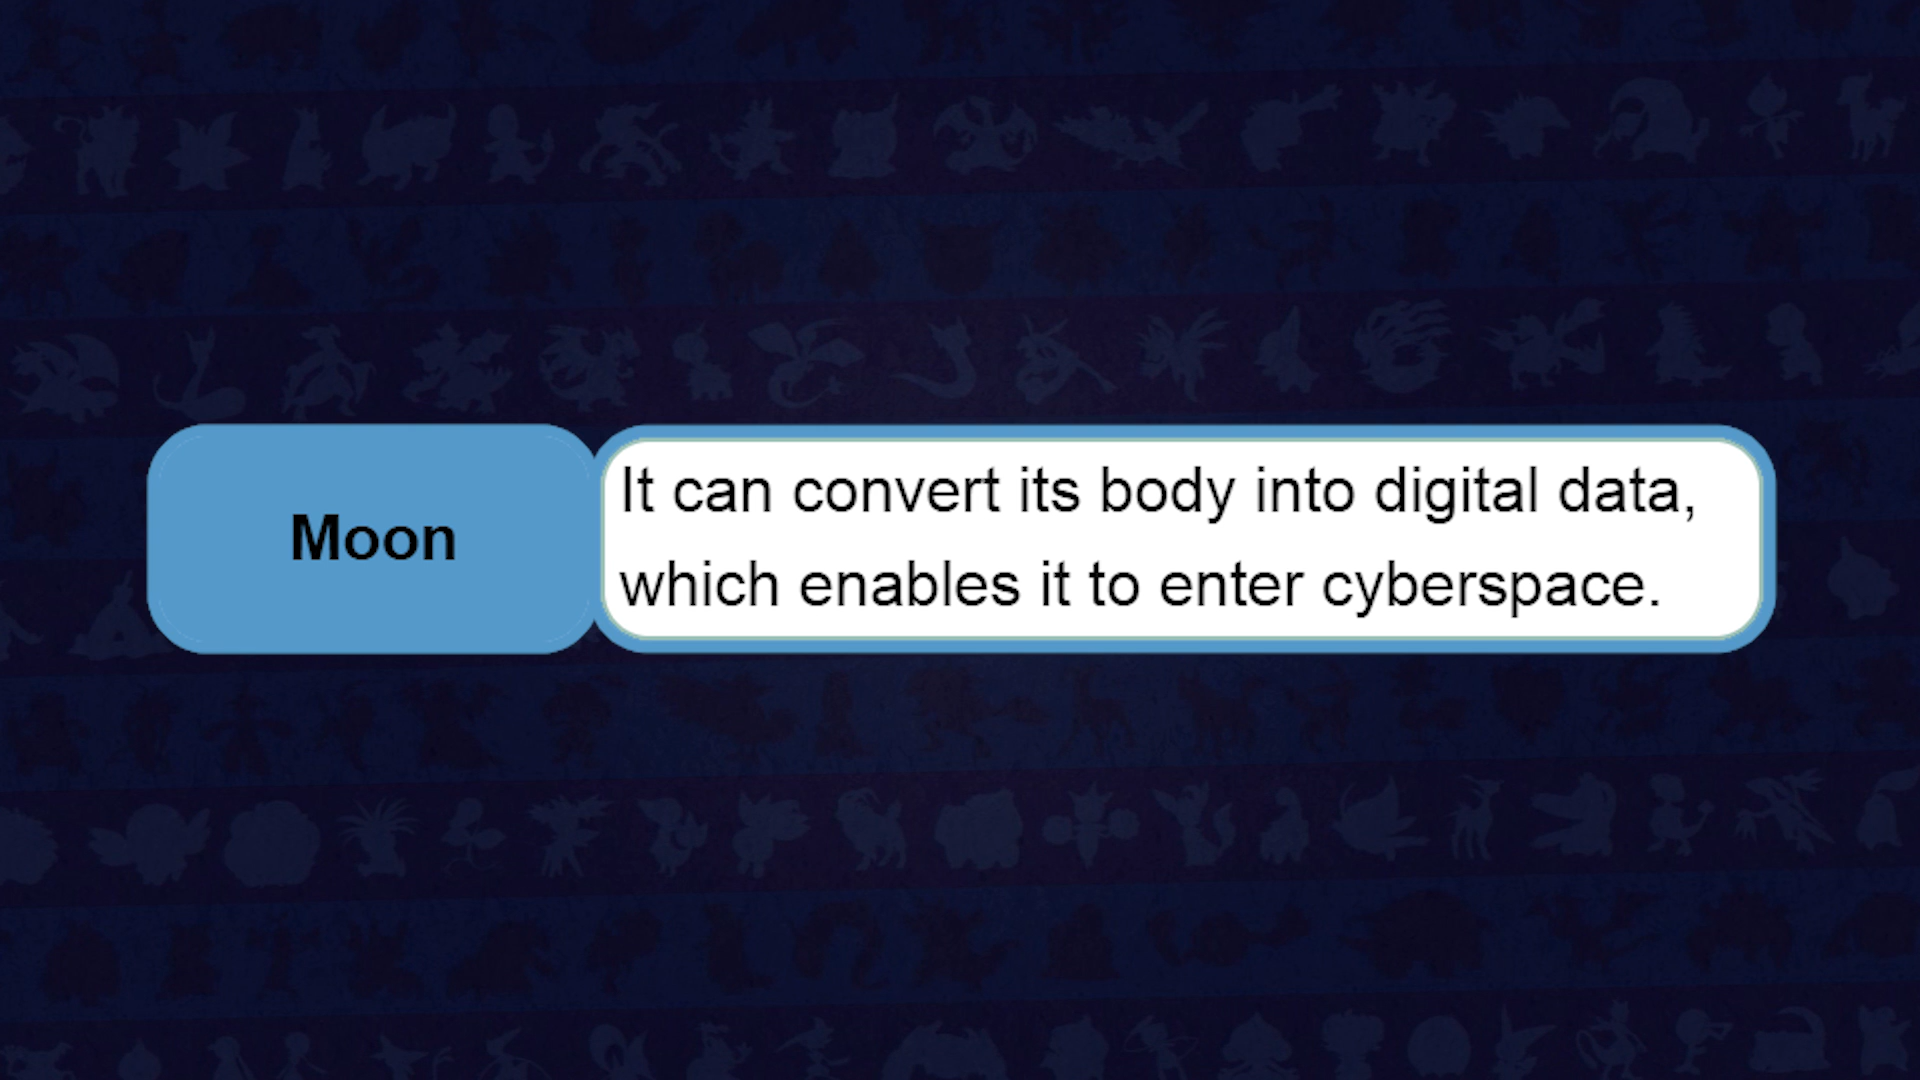 Moon
It can convert its body into digital data,
which enables it to enter cyberspace.